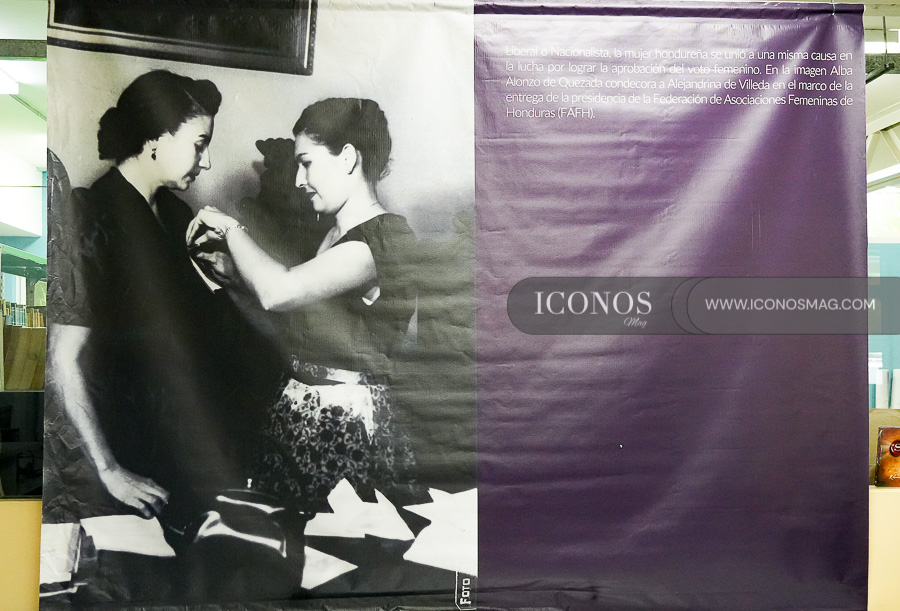 Liberal o Nacionalista, la mujer hondureña se unió a una misma causa en
la lucha por lograr la aprobación del voto femenino. En la imagen Alba
Alonzo de Quezada condecora a Alejandrina de Villeda en el marco de la
entrega de la presidencia de la Federación de Asociaciones Femeninas de
Honduras (FAFH).
ICONOS
Mag
WWW.ICONOSMAG.COM
Foto